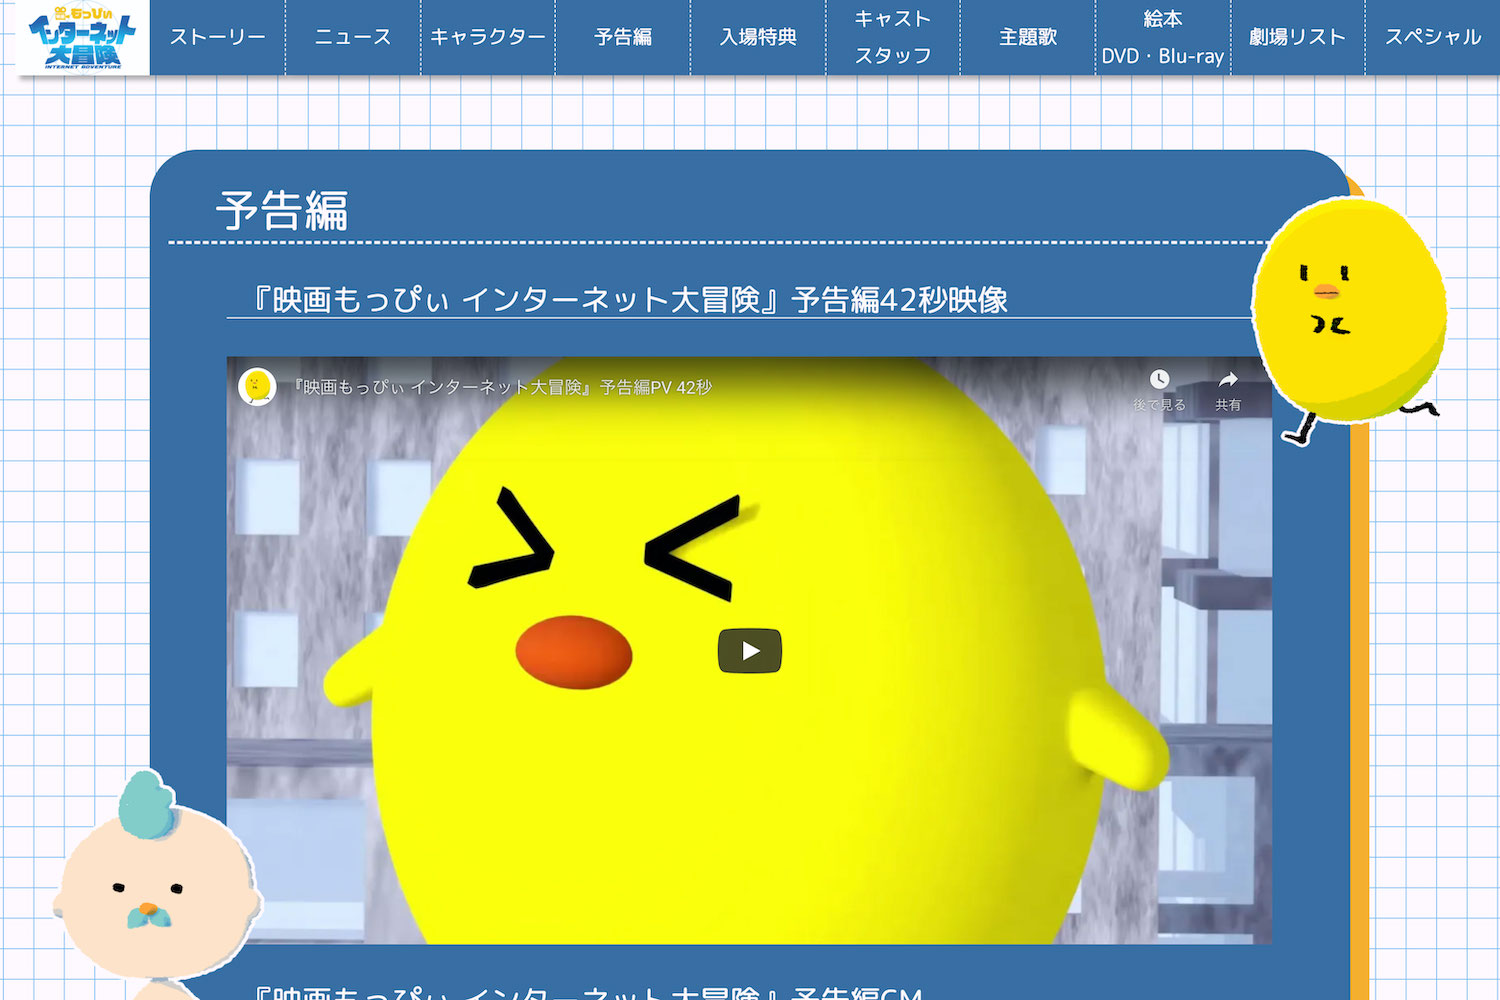 映画 もっぴぃ
インターネット
大冒険
INTERNET ADVENTURE
ストーリー
ニュース
キャラクター
予告編
入場特典
キャスト
スタッフ
主題歌
絵本
DVD・Blu-ray
劇場リスト
スペシャル
予告編
『映画もっぴぃ インターネット大冒険』予告編42秒映像
『映画もっぴぃ インターネット大冒険』予告編PV 42秒
後で見る
共有
『映画もっぴぃ インターネット大冒険』予告編CM